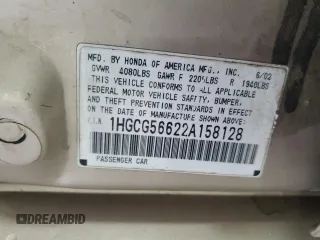 MFD. BY HONDA OF AMERICA MFG., INC. 6/02
GVWR 4080LBS GAWR F 2205LBS R 1940LBS
THIS VEHICLE CONFORMS TO ALL APPLICABLE
FEDERAL MOTOR VEHICLE SAFETY, BUMPER,
AND THEFT PREVENTION STANDARDS IN EFFECT
ON THE DATE OF MANUFACTURE SHOWN ABOVE.
V.I.N. 1HGCG56622A158128
PASSENGER CAR
DREAMBID